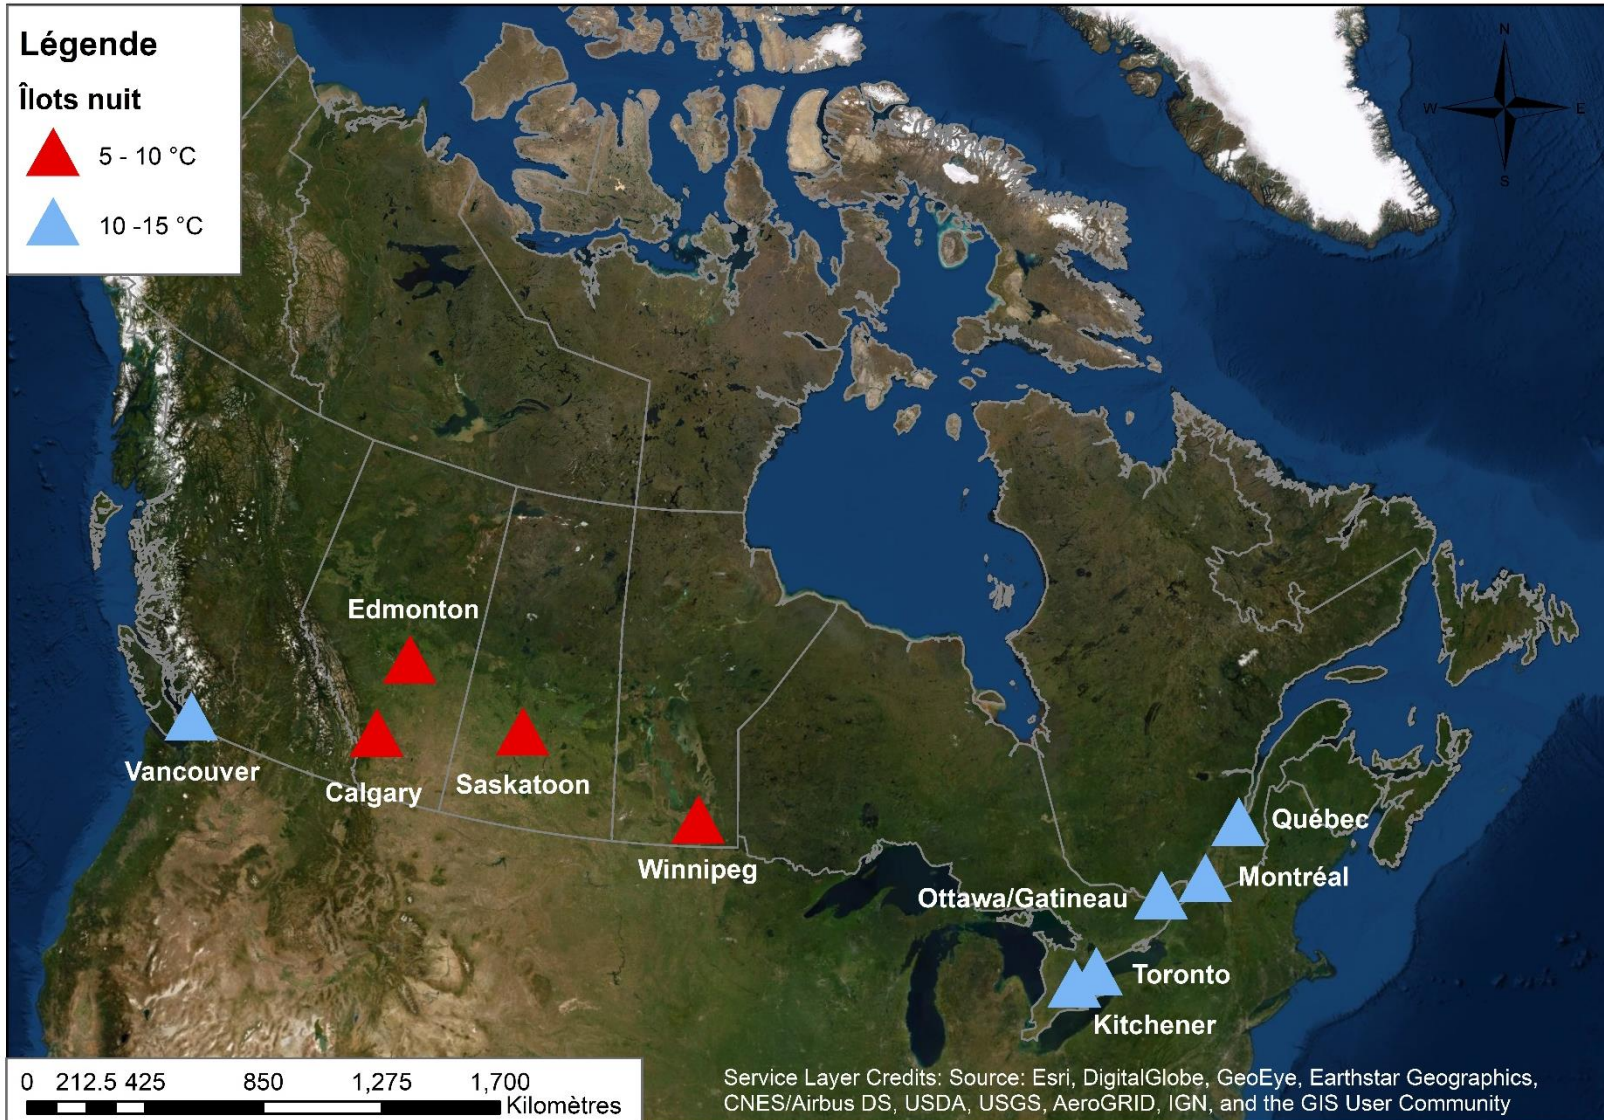 Légende
Îlots nuit
5 - 10 °C
10 -15 °C
N
W
E
S
Edmonton
Vancouver
Calgary
Saskatoon
Winnipeg
Québec
Montréal
Ottawa/Gatineau
Toronto
Kitchener
0 212.5 425 850 1,275 1,700
Kilomètres
Service Layer Credits: Source: Esri, DigitalGlobe, GeoEye, Earthstar Geographics,
CNES/Airbus DS, USDA, USGS, AeroGRID, IGN, and the GIS User Community